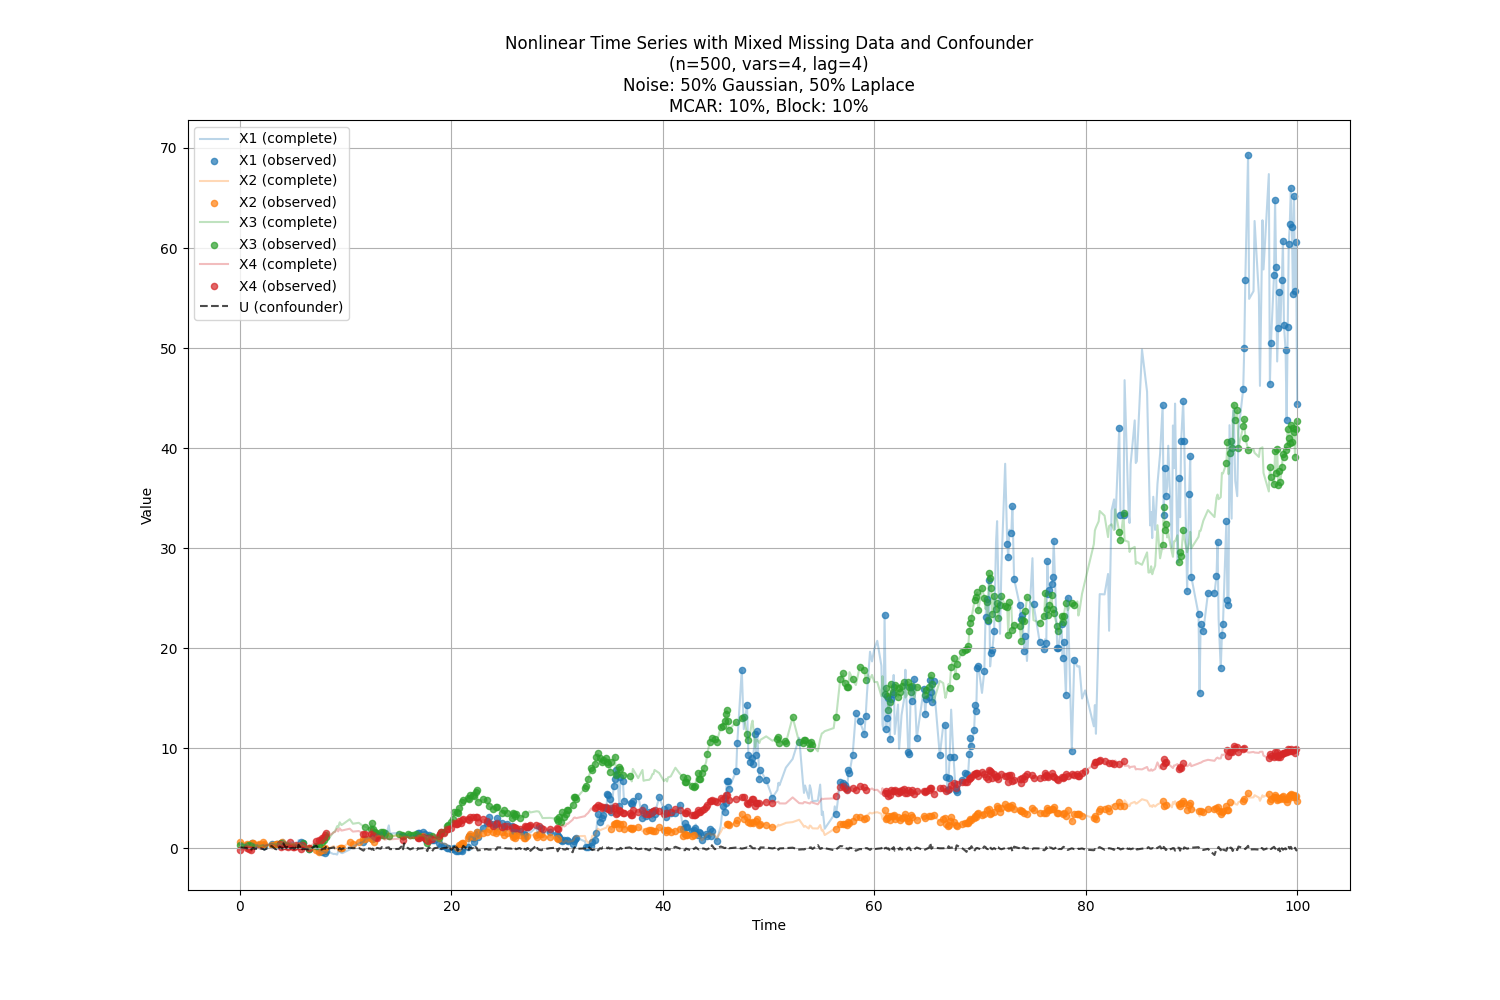 Nonlinear Time Series with Mixed Missing Data and Confounder
(n=500, vars=4, lag=4)
Noise: 50% Gaussian, 50% Laplace
MCAR: 10%, Block: 10%
X1 (complete)
X1 (observed)
X2 (complete)
X2 (observed)
X3 (complete)
X3 (observed)
X4 (complete)
X4 (observed)
U (confounder)
70
60
50
40
30
20
10
0
Value
0 20 40 60 80 100
Time